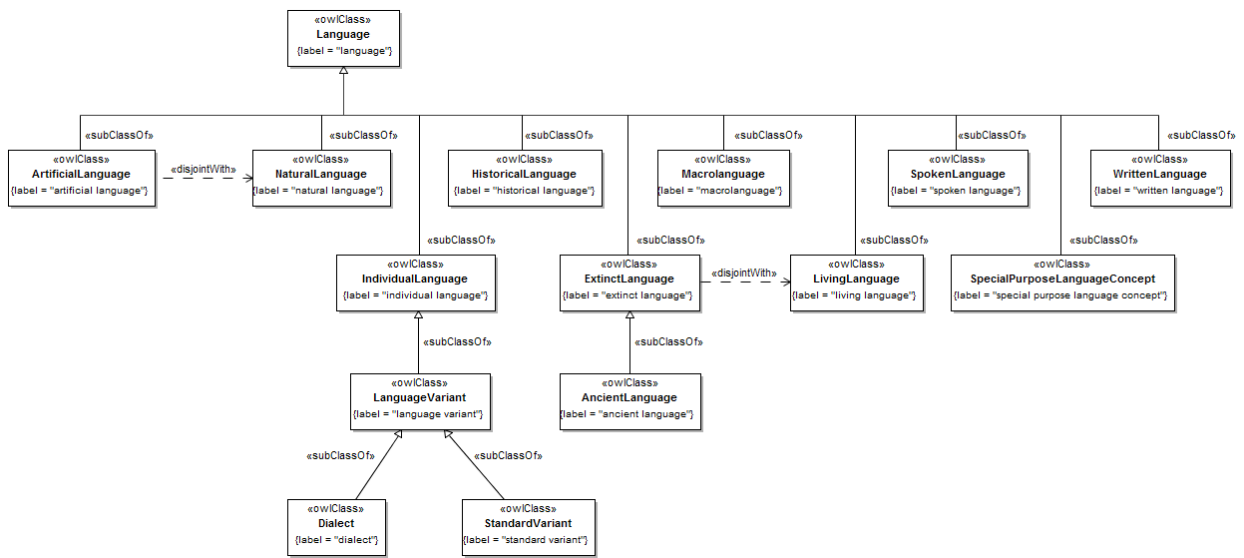 «owlClass»
Language
{label = "language"}
«subClassOf»
«subClassOf»
«subClassOf»
«subClassOf»
«subClassOf»
«subClassOf»
«owlClass»
ArtificialLanguage
{label = "artificial language"}
«disjointWith»
«owlClass»
NaturalLanguage
{label = "natural language"}
«owlClass»
HistoricalLanguage
{label = "historical language"}
«owlClass»
Macrolanguage
{label = "macrolanguage"}
«owlClass»
SpokenLanguage
{label = "spoken language"}
«owlClass»
WrittenLanguage
{label = "written language"}
«subClassOf»
«subClassOf»
«subClassOf»
«subClassOf»
«owlClass»
IndividualLanguage
{label = "individual language"}
«owlClass»
ExtinctLanguage
{label = "extinct language"}
«disjointWith»
«owlClass»
LivingLanguage
{label = "living language"}
«owlClass»
SpecialPurposeLanguageConcept
{label = "special purpose language concept"}
«subClassOf»
«subClassOf»
«owlClass»
LanguageVariant
{label = "language variant"}
«owlClass»
AncientLanguage
{label = "ancient language"}
«subClassOf»
«subClassOf»
«owlClass»
Dialect
{label = "dialect"}
«owlClass»
StandardVariant
{label = "standard variant"}